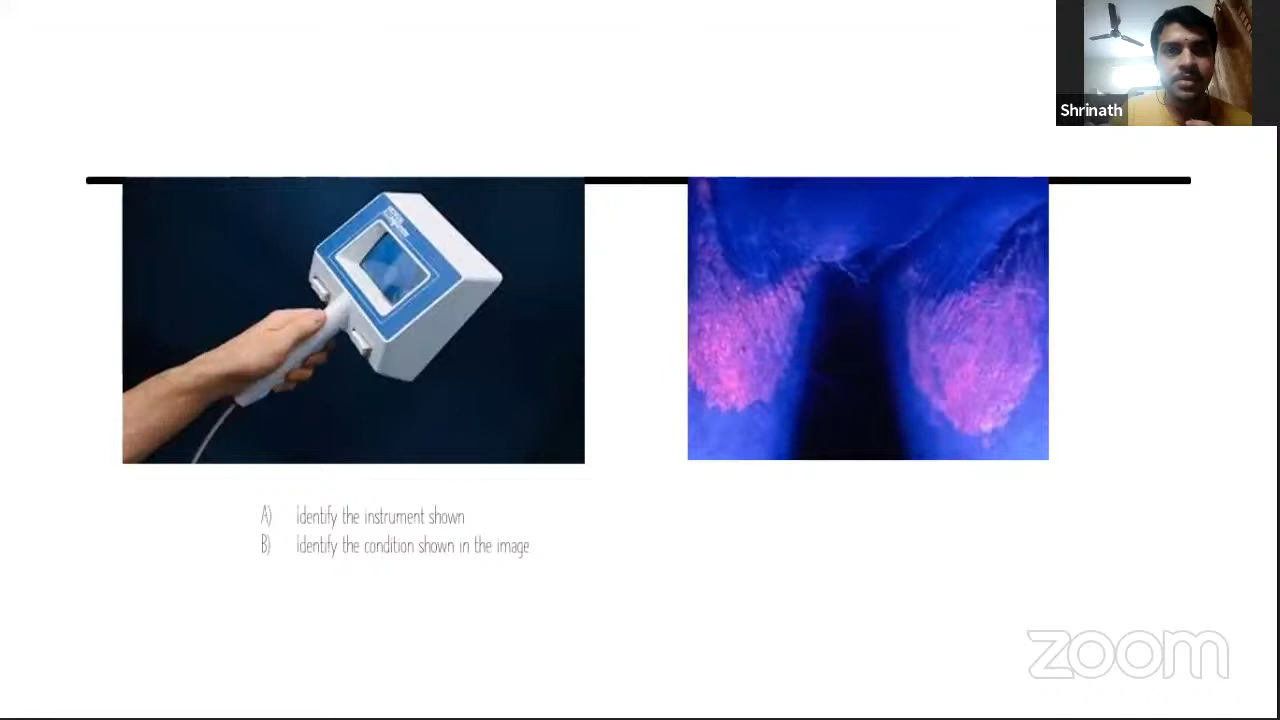 Shrinath
A) Identify the instrument shown
B) Identify the condition shown in the image
zoom